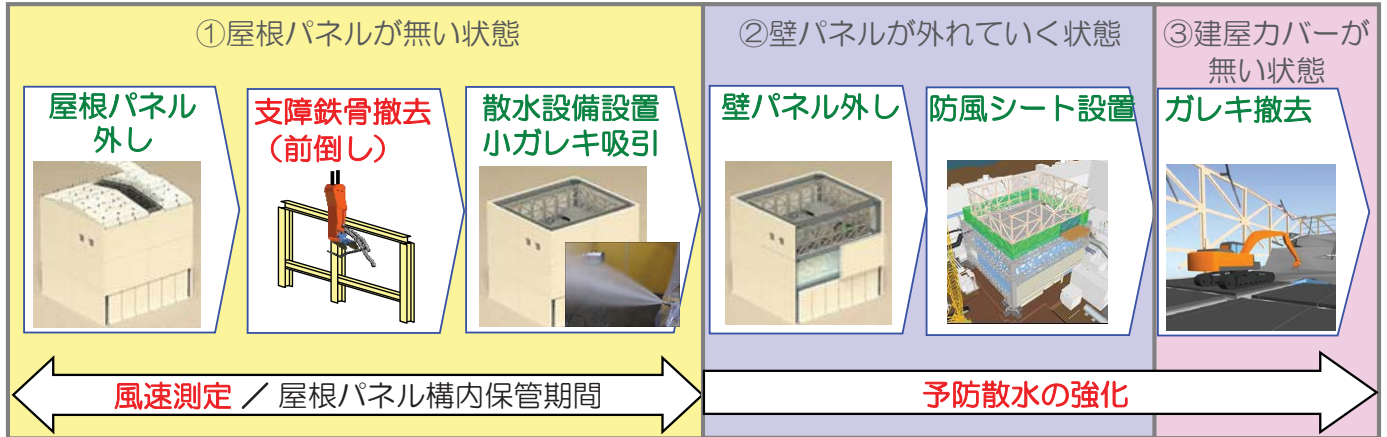 ①屋根パネルが無い状態
②壁パネルが外れていく状態
③建屋カバーが
無い状態
屋根パネル
外し
支障鉄骨撤去
(前倒し)
散水設備設置
小ガレキ吸引
壁パネル外し
防風シート設置
ガレキ撤去
風速測定 / 屋根パネル構内保管期間
予防散水の強化